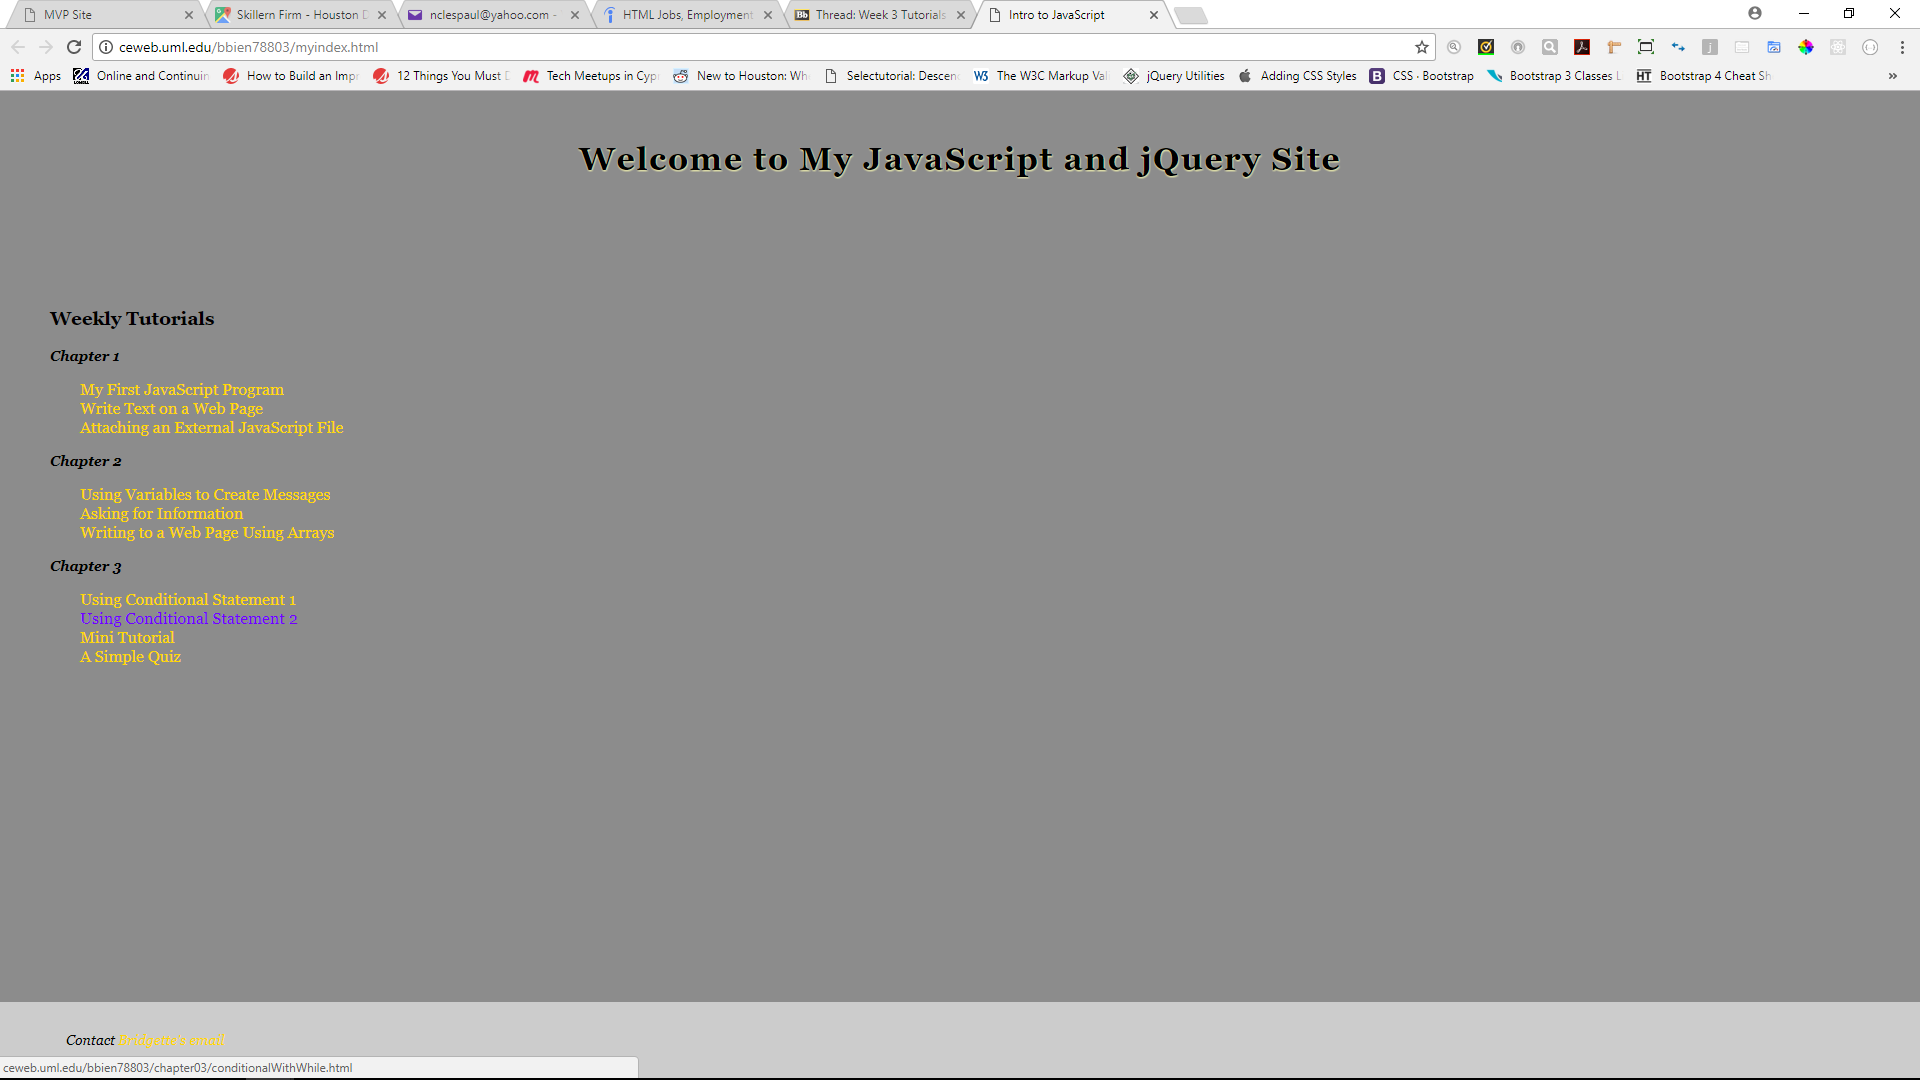 MVP Site
Skillern Firm - Houston
nclespaul@yahoo.com -
HTML Jobs, Employment
Thread: Week 3 Tutorials
Intro to JavaScript
ceweb.uml.edu/bbien78803/myindex.html
Apps
Online and Continuin
How to Build an Imp
12 Things You Must
Tech Meetups in Cyp
New to Houston: Wh
Selectutorial: Descen
W3 The W3C Markup Val
jQuery Utilities
Adding CSS Styles
B CSS · Bootstrap
Bootstrap 3 Classes
HT Bootstrap 4 Cheat Sh
»
Welcome to My JavaScript and jQuery Site
Weekly Tutorials
Chapter 1
My First JavaScript Program
Write Text on a Web Page
Attaching an External JavaScript File
Chapter 2
Using Variables to Create Messages
Asking for Information
Writing to a Web Page Using Arrays
Chapter 3
Using Conditional Statement 1
Using Conditional Statement 2
Mini Tutorial
A Simple Quiz
Contact Bridgette's email
ceweb.uml.edu/bbien78803/chapter03/conditionalWithWhile.html